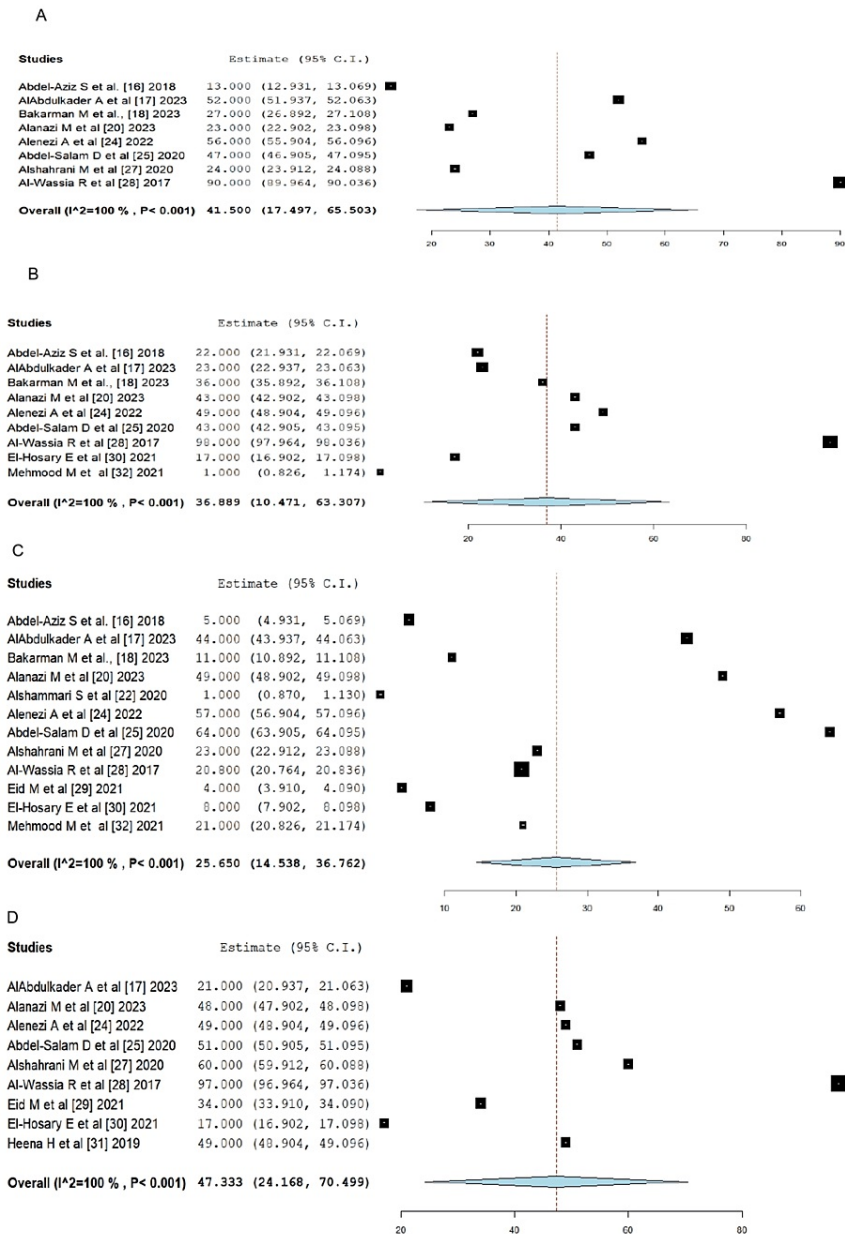 A
Studies Estimate (95% C.I.)
Abdel-Aziz S et al. [16] 2018 13.000 (12.931, 13.069)
AlAbdulkader A et al [17] 2023 52.000 (51.937, 52.063)
Bakarman M et al., [18] 2023 27.000 (26.892, 27.108)
Alanazi M et al [20] 2023 23.000 (22.902, 23.098)
Alenezi A et al [24] 2022 56.000 (55.904, 56.096)
Abdel-Salam D et al [25] 2020 47.000 (46.905, 47.095)
Alshahrani M et al [27] 2020 24.000 (23.912, 24.088)
Al-Wassia R et al [28] 2017 90.000 (89.964, 90.036)
Overall (I^2=100 % , P< 0.001) 41.500 (17.497, 65.503)
20 30 40 50 60 70 80 90
B
Studies Estimate (95% C.I.)
Abdel-Aziz S et al. [16] 2018 22.000 (21.931, 22.069)
AlAbdulkader A et al [17] 2023 23.000 (22.937, 23.063)
Bakarman M et al., [18] 2023 36.000 (35.892, 36.108)
Alanazi M et al [20] 2023 43.000 (42.902, 43.098)
Alenezi A et al [24] 2022 49.000 (48.904, 49.096)
Abdel-Salam D et al [25] 2020 43.000 (42.905, 43.095)
Al-Wassia R et al [28] 2017 98.000 (97.964, 98.036)
El-Hosary E et al [30] 2021 17.000 (16.902, 17.098)
Mehmood M et al [32] 2021 1.000 (0.826, 1.174)
Overall (I^2=100 % , P< 0.001) 36.889 (10.471, 63.307)
20 40 60 80
C
Studies Estimate (95% C.I.)
Abdel-Aziz S et al. [16] 2018 5.000 (4.931, 5.069)
AlAbdulkader A et al [17] 2023 44.000 (43.937, 44.063)
Bakarman M et al., [18] 2023 11.000 (10.892, 11.108)
Alanazi M et al [20] 2023 49.000 (48.902, 49.098)
Alshammari S et al [22] 2020 1.000 (0.870, 1.130)
Alenezi A et al [24] 2022 57.000 (56.904, 57.096)
Abdel-Salam D et al [25] 2020 64.000 (63.905, 64.095)
Alshahrani M et al [27] 2020 23.000 (22.912, 23.088)
Al-Wassia R et al [28] 2017 20.800 (20.764, 20.836)
Eid M et al [29] 2021 4.000 (3.910, 4.090)
El-Hosary E et al [30] 2021 8.000 (7.902, 8.098)
Mehmood M et al [32] 2021 21.000 (20.826, 21.174)
Overall (I^2=100 % , P< 0.001) 25.650 (14.538, 36.762)
10 20 30 40 50 60
D
Studies Estimate (95% C.I.)
AlAbdulkader A et al [17] 2023 21.000 (20.937, 21.063)
Alanazi M et al [20] 2023 48.000 (47.902, 48.098)
Alenezi A et al [24] 2022 49.000 (48.904, 49.096)
Abdel-Salam D et al [25] 2020 51.000 (50.905, 51.095)
Alshahrani M et al [27] 2020 60.000 (59.912, 60.088)
Al-Wassia R et al [28] 2017 97.000 (96.964, 97.036)
Eid M et al [29] 2021 34.000 (33.910, 34.090)
El-Hosary E et al [30] 2021 17.000 (16.902, 17.098)
Heena H et al [31] 2019 49.000 (48.904, 49.096)
Overall (I^2=100 % , P< 0.001) 47.333 (24.168, 70.499)
20 40 60 80